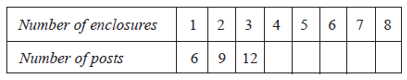 Number of enclosures 1 2 3 4 5 6 7 8
Number of posts 6 9 12